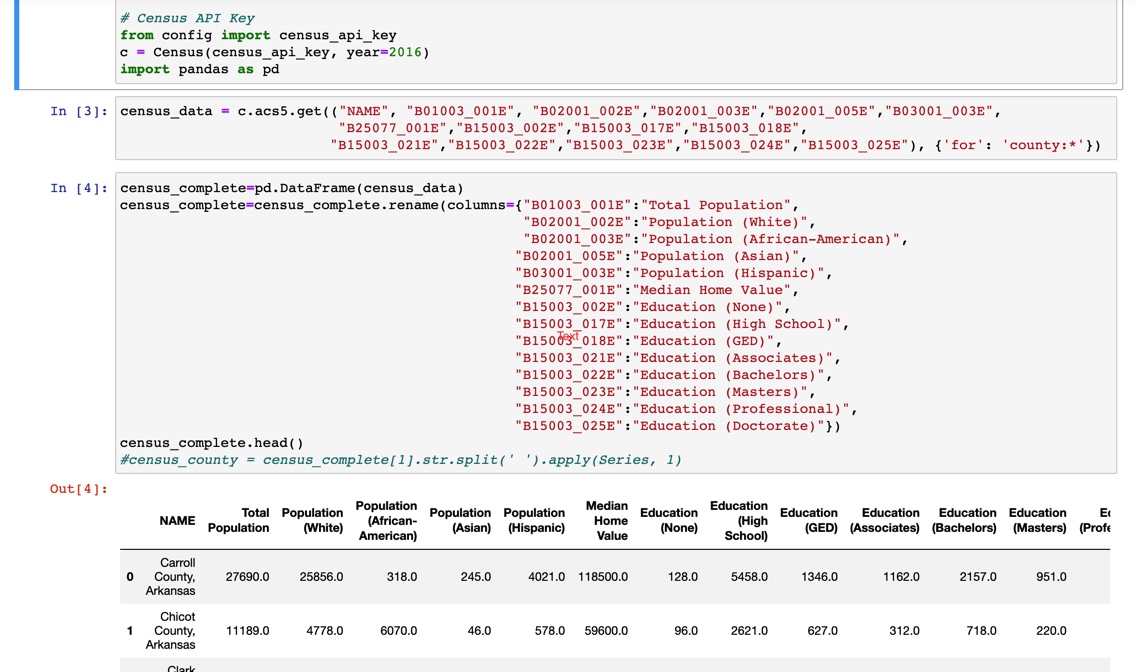 # Census API Key
from config import census_api_key
c = Census(census_api_key, year=2016)
import pandas as pd
In [3]: census_data = c.acs5.get(("NAME", "B01003_001E", "B02001_002E","B02001_003E","B02001_005E","B03001_003E",
"B25077_001E","B15003_002E","B15003_017E","B15003_018E",
"B15003_021E","B15003_022E","B15003_023E","B15003_024E","B15003_025E"), {'for': 'county:*'})
In [4]: census_complete=pd.DataFrame(census_data)
census_complete=census_complete.rename(columns={"B01003_001E":"Total Population",
"B02001_002E":"Population (White)",
"B02001_003E":"Population (African-American)",
"B02001_005E":"Population (Asian)",
"B03001_003E":"Population (Hispanic)",
"B25077_001E":"Median Home Value",
"B15003_002E":"Education (None)",
"B15003_017E":"Education (High School)",
Text
"B15003_018E":"Education (GED)",
"B15003_021E":"Education (Associates)",
"B15003_022E":"Education (Bachelors)",
"B15003_023E":"Education (Masters)",
"B15003_024E":"Education (Professional)",
"B15003_025E":"Education (Doctorate)"})
census_complete.head()
#census_county = census_complete[1].str.split(' ').apply(Series, 1)
Out[4]:
NAME
Total
Population
Population
(White)
Population
(African-
American)
Population
(Asian)
Population
(Hispanic)
Median
Home
Value
Education
(None)
Education
(High
School)
Education
(GED)
Education
(Associates)
Education
(Bachelors)
Education
(Masters)
0
Carroll
County,
Arkansas
27690.0 25856.0 318.0 245.0 4021.0 118500.0 128.0 5458.0 1346.0 1162.0 2157.0 951.0
1
Chicot
County,
Arkansas
11189.0 4778.0 6070.0 46.0 578.0 59600.0 96.0 2621.0 627.0 312.0 718.0 220.0
Clark